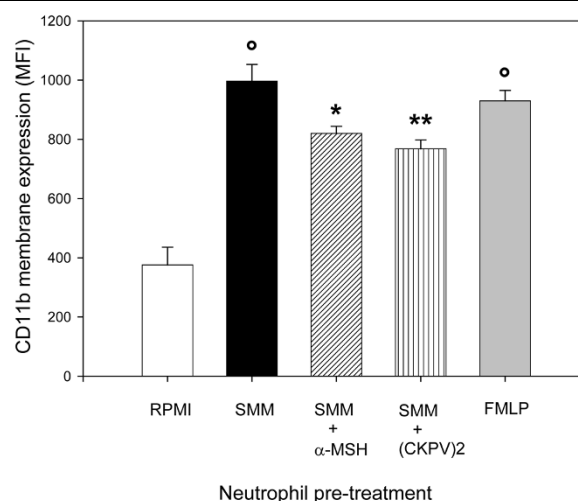 CD11b membrane expression (MFI)
1200
1000
800
600
400
200
0
° * ** °
RPMI SMM SMM SMM FMLP
+ +
α-MSH (CKPV)2
Neutrophil pre-treatment